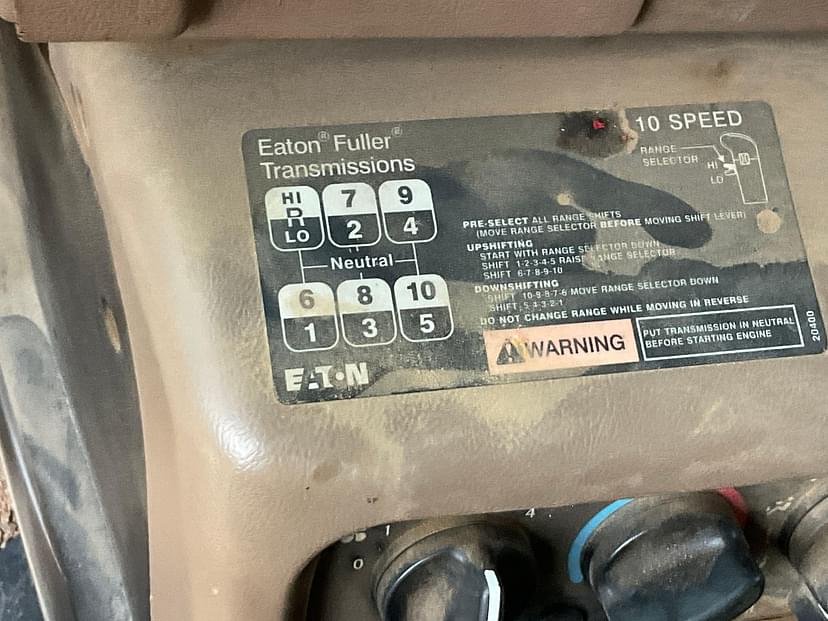 Eaton® Fuller®
Transmissions
10 SPEED
RANGE
SELECTOR
HI
LO
HI
R
LO
7
2
9
4
Neutral
6
1
8
3
10
5
EATON
PRE-SELECT ALL RANGE SHIFTS
(MOVE RANGE SELECTOR BEFORE MOVING SHIFT LEVER)
UPSHIFTING
START WITH RANGE SELECTOR DOWN
SHIFT 1-2-3-4-5 RAISE RANGE SELECTOR
SHIFT 6-7-8-9-10
DOWNSHIFTING
SHIFT 10-9-8-7-6 MOVE RANGE SELECTOR DOWN
SHIFT 5-4-3-2-1
DO NOT CHANGE RANGE WHILE MOVING IN REVERSE
WARNING
PUT TRANSMISSION IN NEUTRAL
BEFORE STARTING ENGINE
20400
0
1
4